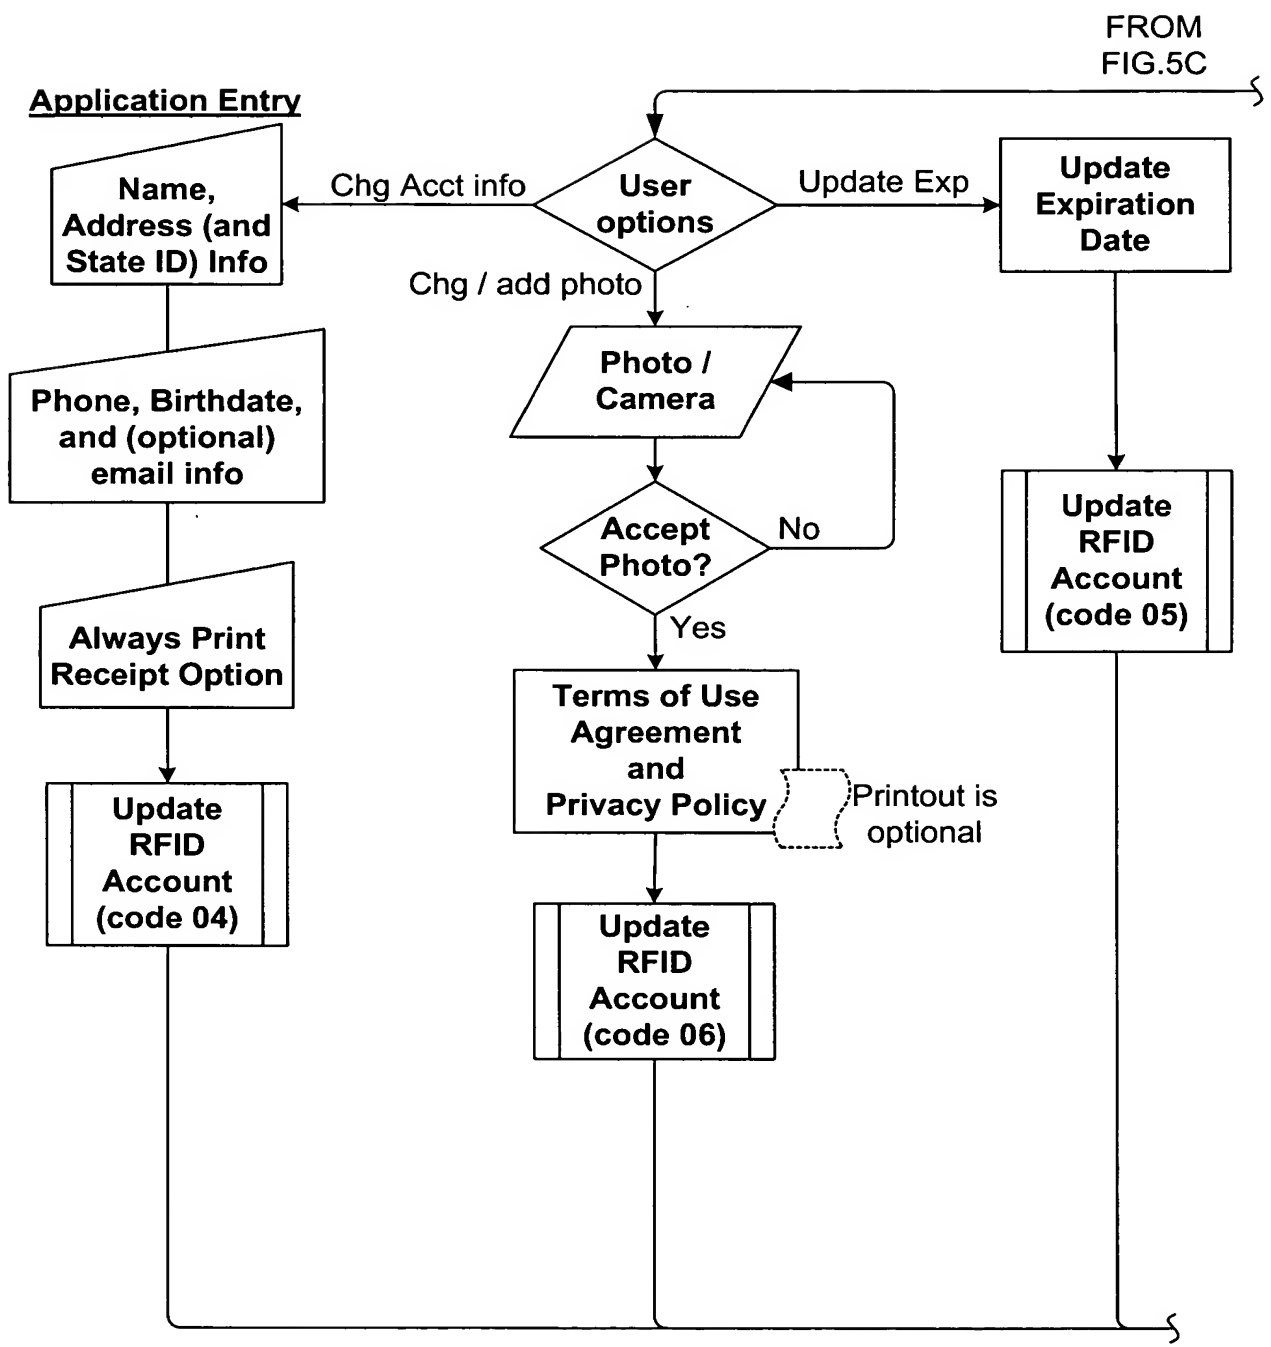 FROM
FIG.5C
Application Entry
Name,
Address (and
State ID) Info
Chg Acct info
User
options
Update Exp
Update
Expiration
Date
Chg / add photo
Phone, Birthdate,
and (optional)
email info
Photo /
Camera
Accept
Photo?
No
Yes
Update
RFID
Account
(code 05)
Always Print
Receipt Option
Terms of Use
Agreement
and
Privacy Policy
Printout is
optional
Update
RFID
Account
(code 04)
Update
RFID
Account
(code 06)